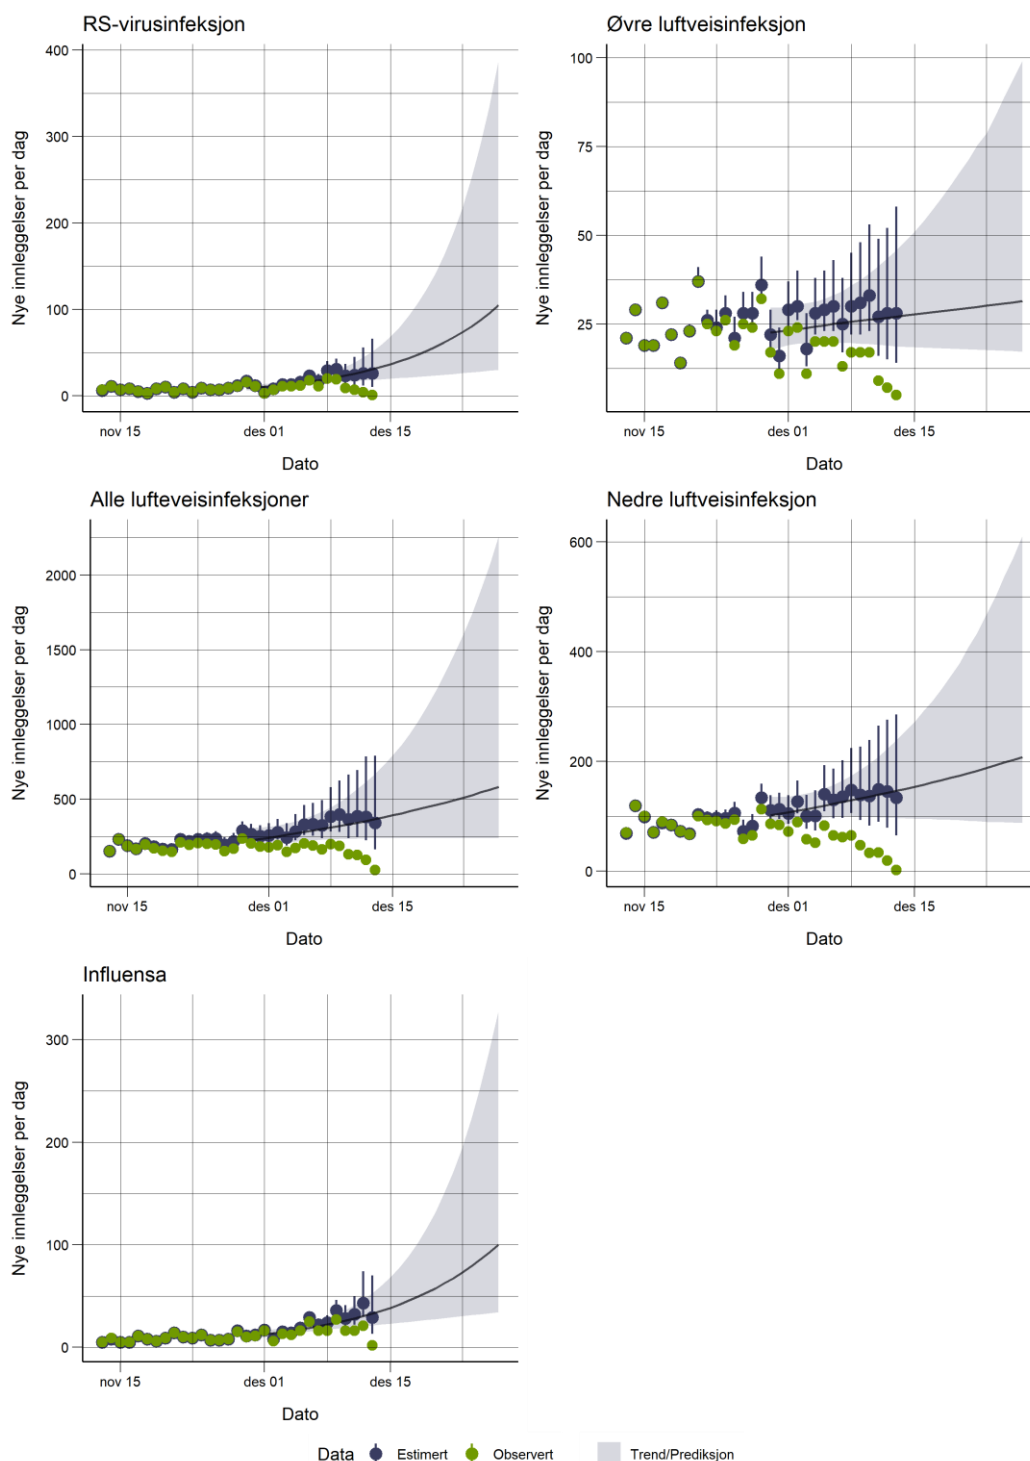 RS-virusinfeksjon
Nye innleggelser per dag
400
300
200
100
0
nov 15
des 01
des 15
Dato
Øvre luftveisinfeksjon
Nye innleggelser per dag
100
75
50
25
nov 15
des 01
des 15
Dato
Alle lufteveisinfeksjoner
Nye innleggelser per dag
2000
1500
1000
500
0
nov 15
des 01
des 15
Dato
Nedre luftveisinfeksjon
Nye innleggelser per dag
600
400
200
0
nov 15
des 01
des 15
Dato
Influensa
Nye innleggelser per dag
300
200
100
0
nov 15
des 01
des 15
Dato
Data Estimert Observert Trend/Prediksjon